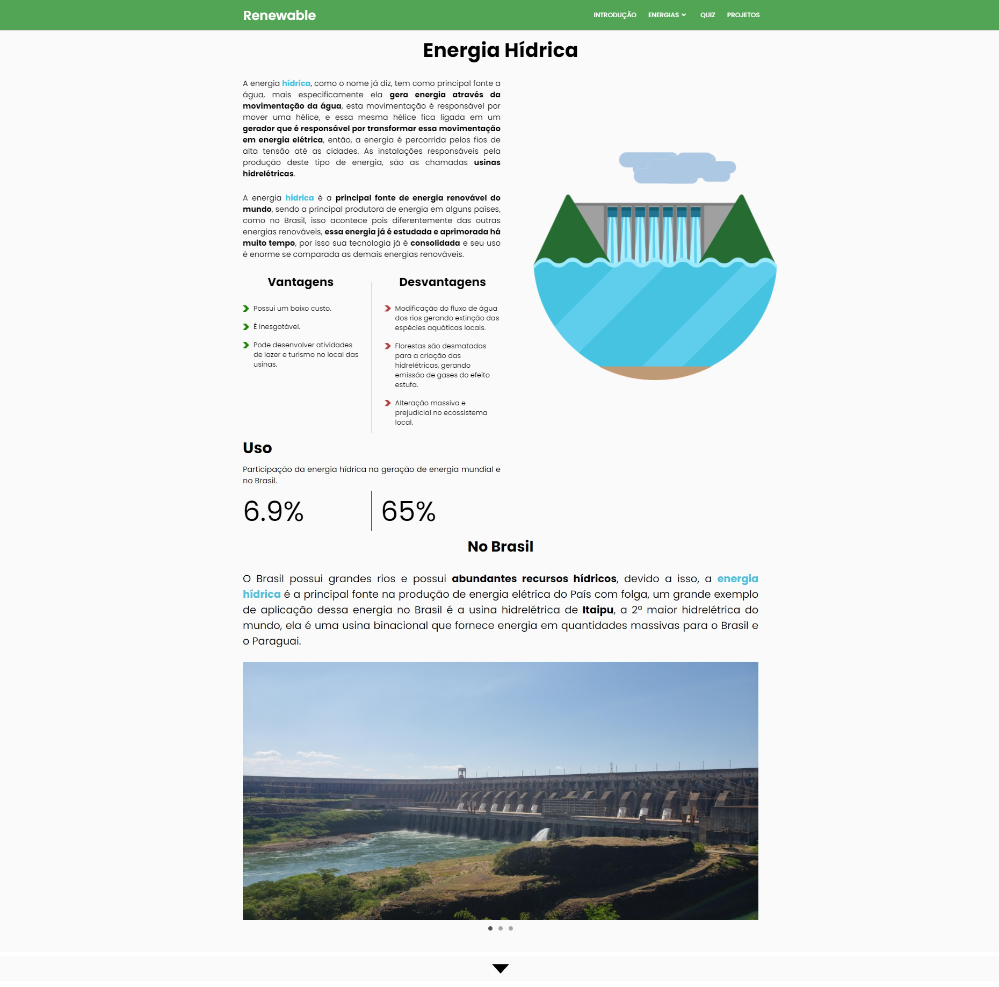 Renewable
INTRODUÇÃO ENERGIAS QUIZ PROJETOS
Energia Hídrica
A energia hídrica, como o nome já diz, tem como principal fonte a
água, mais especificamente ela gera energia através da
movimentação da água, esta movimentação é responsável por
mover uma hélice, e essa mesma hélice fica ligada em um
gerador que é responsável por transformar essa movimentação
em energia elétrica, então, a energia é percorrida pelos fios de
alta tensão até as cidades. As instalações responsáveis pela
produção deste tipo de energia, são as chamadas usinas
hidrelétricas.
A energia hídrica é a principal fonte de energia renovável do
mundo, sendo a principal produtora de energia em alguns países,
como no Brasil, isso acontece pois diferentemente das outras
energias renováveis, essa energia já é estudada e aprimorada há
muito tempo, por isso sua tecnologia já é consolidada e seu uso
é enorme se comparada as demais energias renováveis.
Vantagens
Possui um baixo custo.
É inesgotável.
Pode desenvolver atividades
de lazer e turismo no local das
usinas.
Desvantagens
Modificação do fluxo de água
dos rios gerando extinção das
espécies aquáticas locais.
Florestas são desmatadas
para a criação das
hidrelétricas, gerando
emissão de gases do efeito
estufa.
Alteração massiva e
prejudicial no ecossistema
local.
Uso
Participação da energia hídrica na geração de energia mundial e
no Brasil.
6.9% 65%
No Brasil
O Brasil possui grandes rios e possui abundantes recursos hídricos, devido a isso, a energia
hídrica é a principal fonte na produção de energia elétrica do País com folga, um grande exemplo
de aplicação dessa energia no Brasil é a usina hidrelétrica de Itaipu, a 2ª maior hidrelétrica do
mundo, ela é uma usina binacional que fornece energia em quantidades massivas para o Brasil e
o Paraguai.